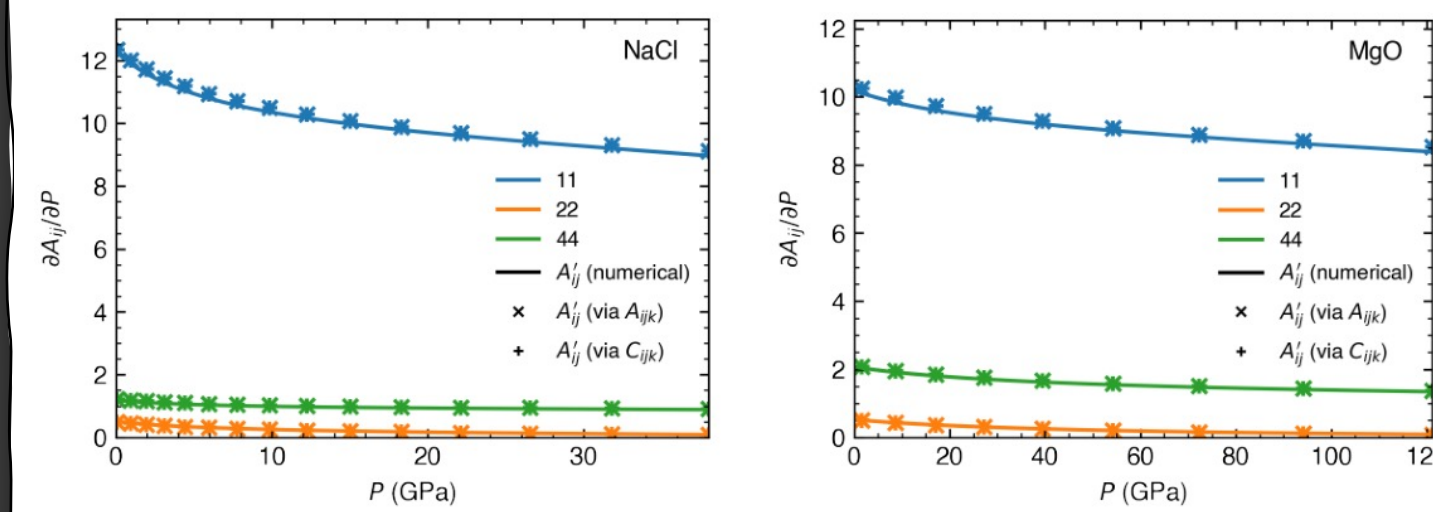 NaCl
12
10
8
6
4
2
0
∂A_ij/∂P
11
22
44
A′_ij (numerical)
A′_ij (via A_ijk)
A′_ij (via C_ijk)
0 10 20 30
P (GPa)
MgO
12
10
8
6
4
2
0
∂A_ij/∂P
11
22
44
A′_ij (numerical)
A′_ij (via A_ijk)
A′_ij (via C_ijk)
0 20 40 60 80 100 12
P (GPa)